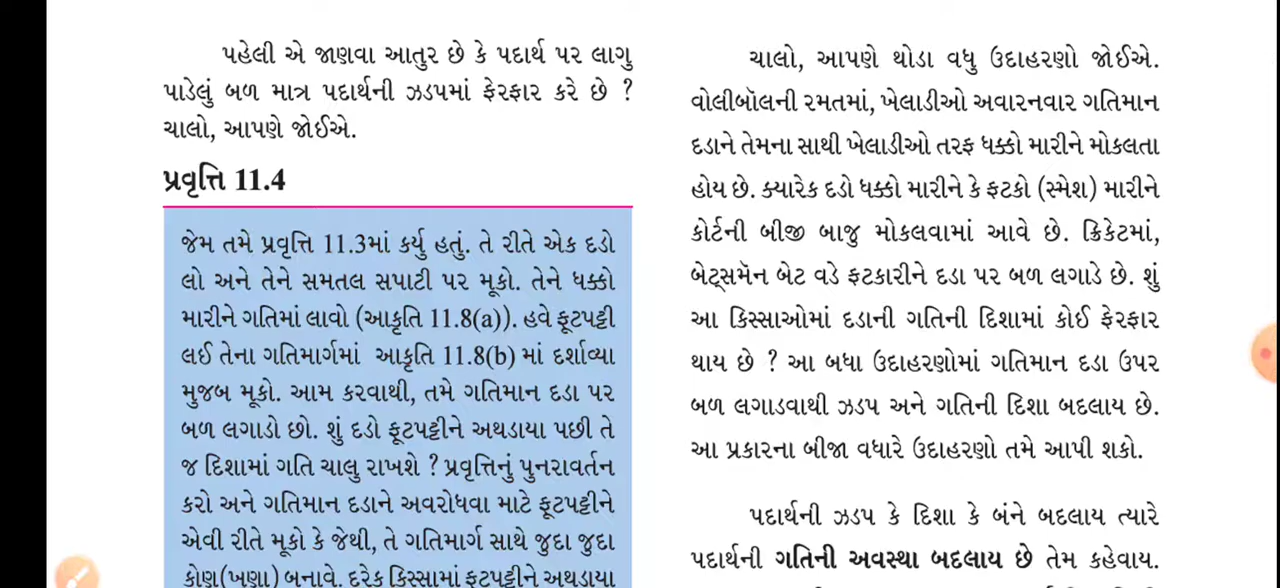 પહેલી એ જાણવા આતુર છે કે પદાર્થ પર લાગુ
પાડેલું બળ માત્ર પદાર્થની ઝડપમાં ફેરફાર કરે છે ?
ચાલો, આપણે જોઈએ.
પ્રવૃત્તિ 11.4
જેમ તમે પ્રવૃત્તિ 11.3માં કર્યુ હતું. તે રીતે એક દડો
લો અને તેને સમતલ સપાટી પર મૂકો. તેને ધક્કો
મારીને ગતિમાં લાવો (આકૃતિ 11.8(a)). હવે ફૂટપટ્ટી
લઈ તેના ગતિમાર્ગમાં આકૃતિ 11.8(b) માં દર્શાવ્યા
મુજબ મૂકો. આમ કરવાથી, તમે ગતિમાન દડા પર
બળ લગાડો છો. શું દડો ફૂટપટ્ટીને અથડાયા પછી તે
જ દિશામાં ગતિ ચાલુ રાખશે ? પ્રવૃત્તિનું પુનરાવર્તન
કરો અને ગતિમાન દડાને અવરોધવા માટે ફૂટપટ્ટીને
એવી રીતે મૂકો કે જેથી, તે ગતિમાર્ગ સાથે જુદા જુદા
કોણ(ખૂણા) બનાવે. દરેક કિસ્સામાં ફૂટપટ્ટીને અથડાયા
ચાલો, આપણે થોડા વધુ ઉદાહરણો જોઈએ.
વોલીબૉલની રમતમાં, ખેલાડીઓ અવારનવાર ગતિમાન
દડાને તેમના સાથી ખેલાડીઓ તરફ ધક્કો મારીને મોકલતા
હોય છે. ક્યારેક દડો ધક્કો મારીને કે ફટકો (સ્મેશ) મારીને
કોર્ટની બીજી બાજુ મોકલવામાં આવે છે. ક્રિકેટમાં,
બેટ્સમૅન બેટ વડે ફટકારીને દડા પર બળ લગાડે છે. શું
આ કિસ્સાઓમાં દડાની ગતિની દિશામાં કોઈ ફેરફાર
થાય છે ? આ બધા ઉદાહરણોમાં ગતિમાન દડા ઉપર
બળ લગાડવાથી ઝડપ અને ગતિની દિશા બદલાય છે.
આ પ્રકારના બીજા વધારે ઉદાહરણો તમે આપી શકો.
પદાર્થની ઝડપ કે દિશા કે બંને બદલાય ત્યારે
પદાર્થની ગતિની અવસ્થા બદલાય છે તેમ કહેવાય.